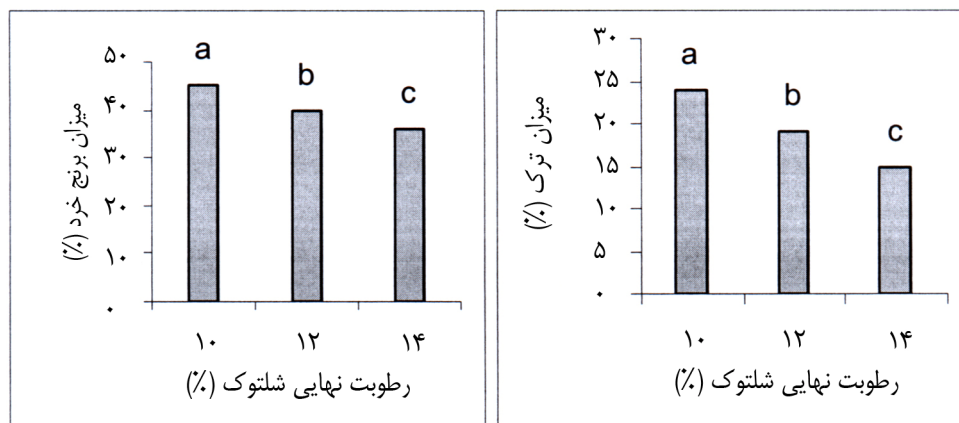 میزان برنج خرد (%)
۵۰
۴۰
۳۰
۲۰
۱۰
۰
a
b
c
۱۰ ۱۲ ۱۴
رطوبت نهایی شلتوک (٪)
میزان ترک (٪)
۳۰
۲۵
۲۰
۱۵
۱۰
۵
۰
a
b
c
۱۰ ۱۲ ۱۴
رطوبت نهایی شلتوک (٪)